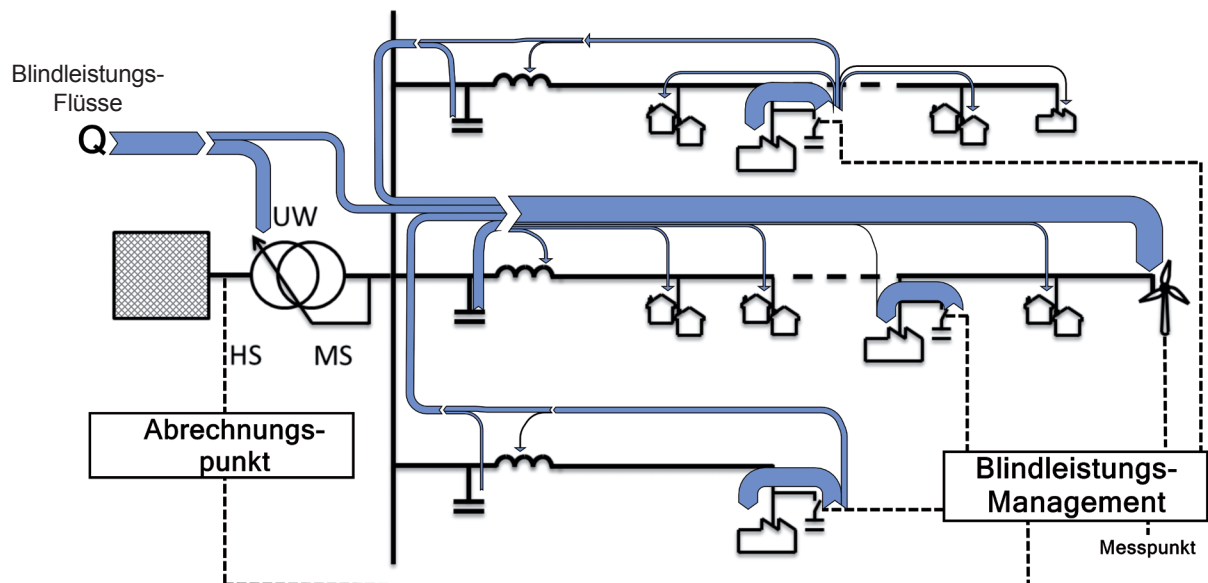 Blindleistungs-
Flüsse
Q
UW
HS
MS
Abrechnungs-
punkt
Blindleistungs-
Management
Messpunkt